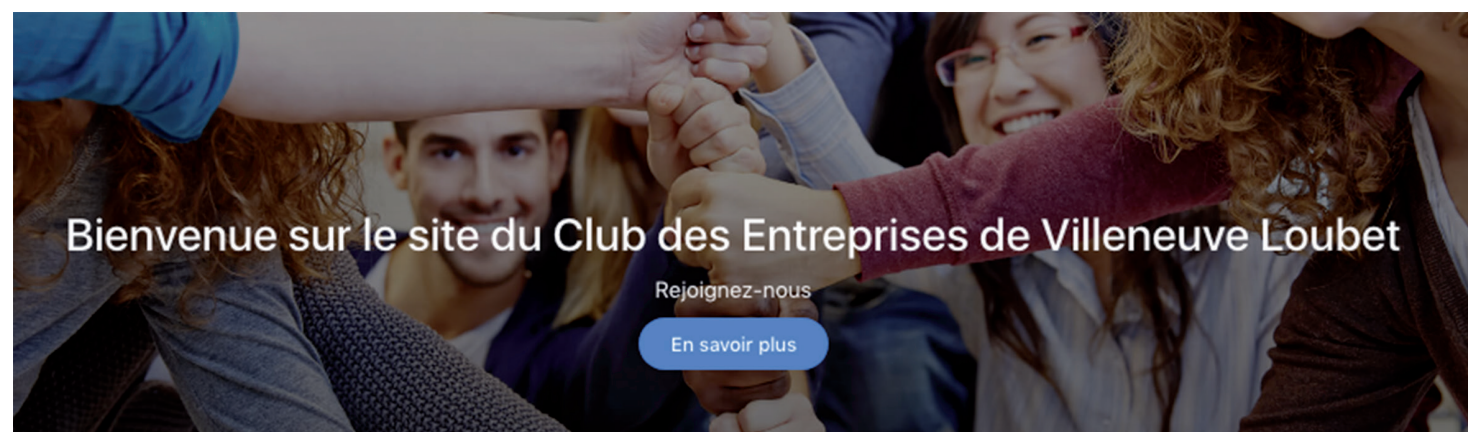 Bienvenue sur le site du Club des Entreprises de Villeneuve Loubet
Rejoignez-nous
En savoir plus